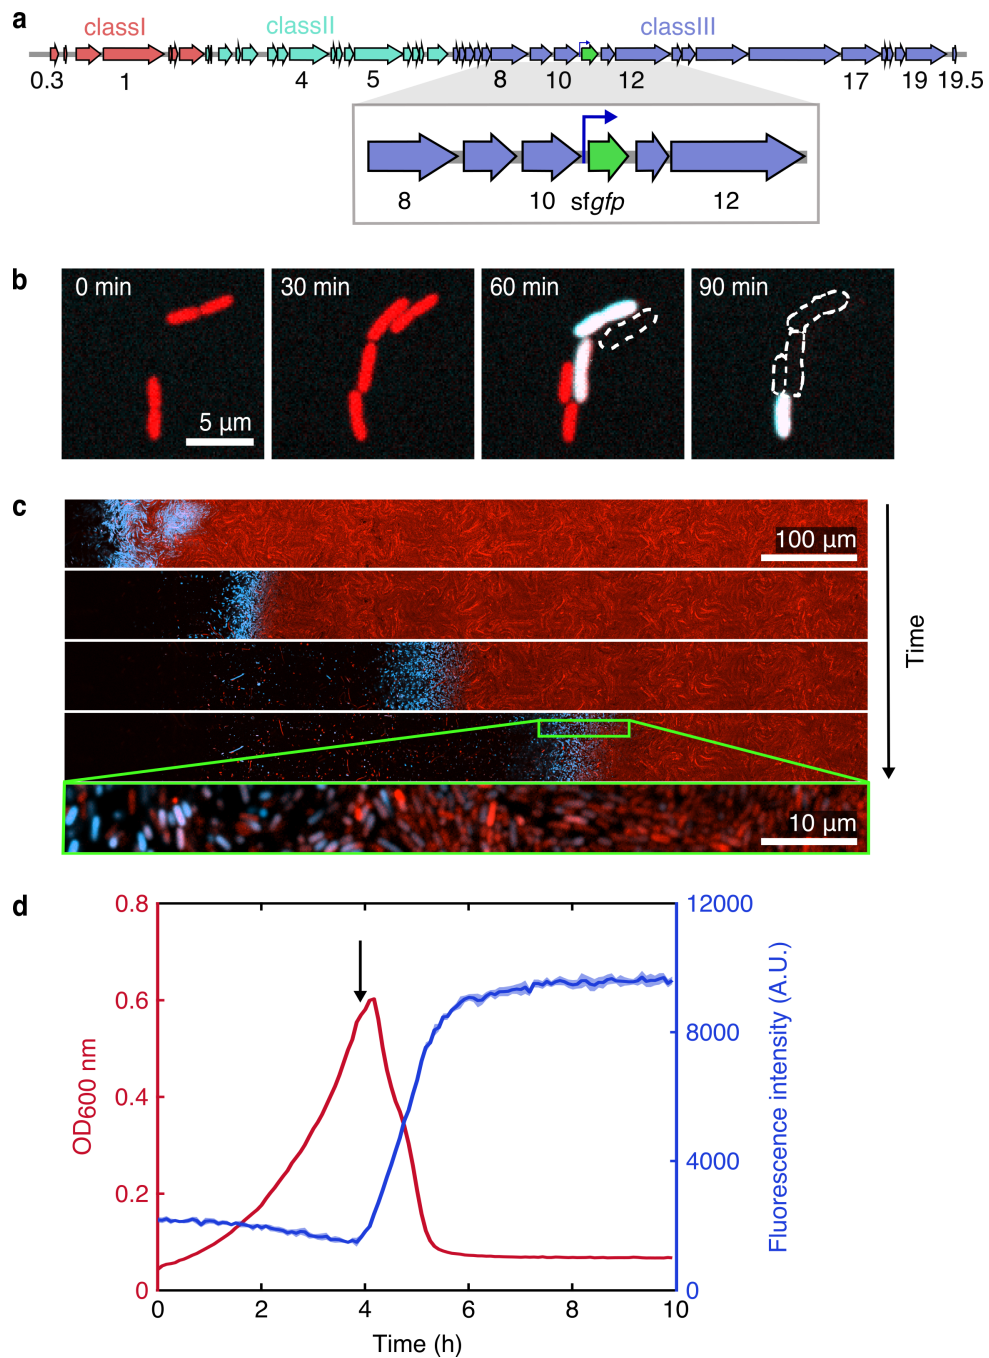 a
classI classII classIII
0.3 1 4 5 8 10 12 17 19 19.5
8 10 sfgfp 12
b
0 min 30 min 60 min 90 min
5 µm
c
100 µm
Time
10 µm
d
0.8 12000
0.6 8000
0.4 4000
0.2
0 0
OD600 nm
Fluorescence intensity (A.U.)
0 2 4 6 8 10
Time (h)